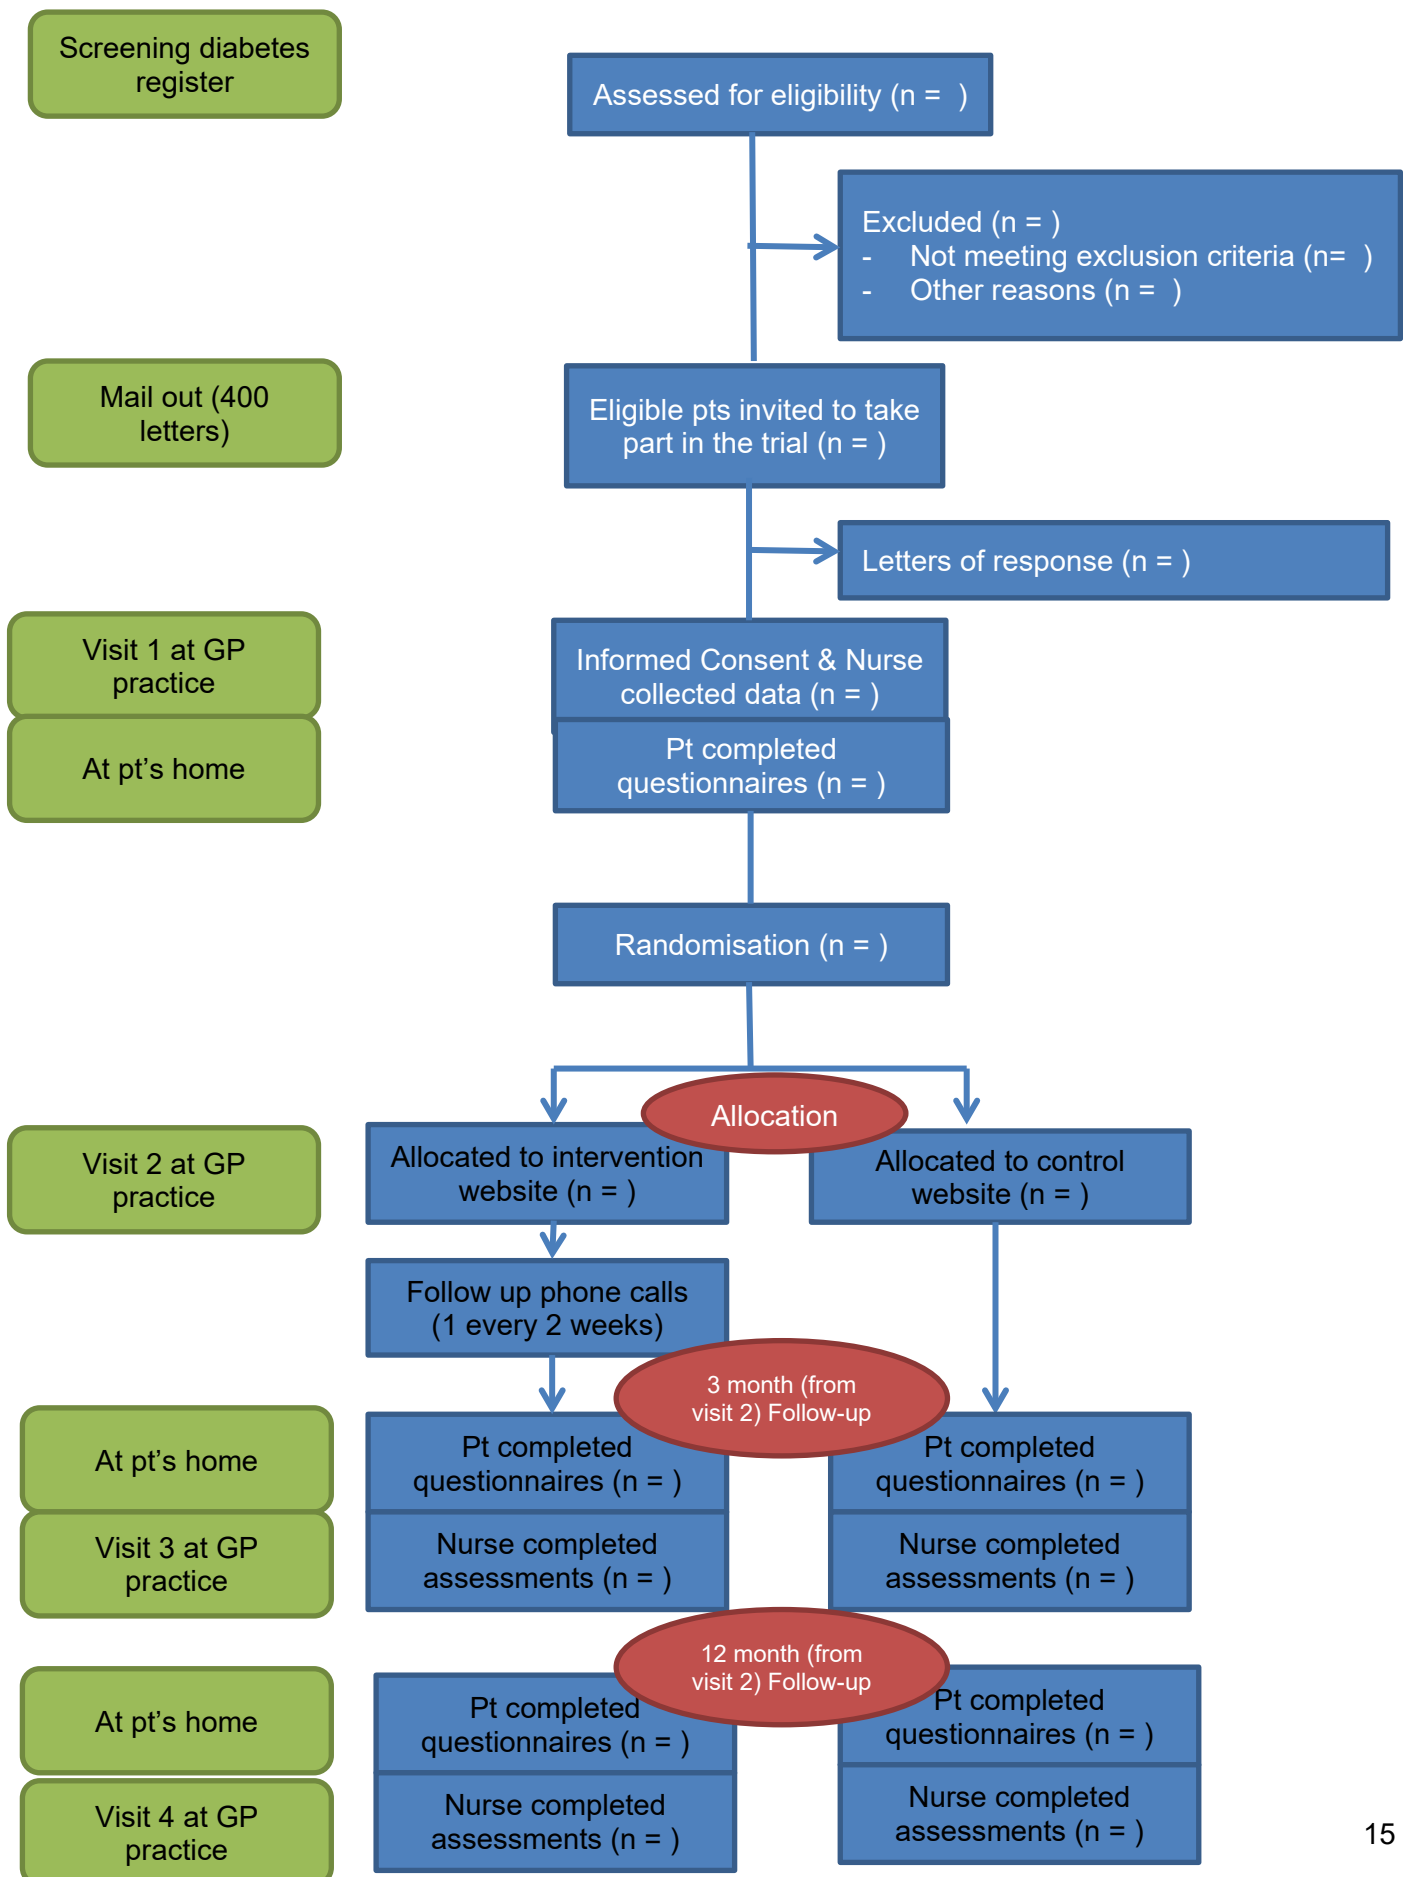 Screening diabetes
register
Assessed for eligibility (n =  )
Excluded (n = )
- Not meeting exclusion criteria (n=  )
- Other reasons (n =  )
Mail out (400
letters)
Eligible pts invited to take
part in the trial (n = )
Letters of response (n = )
Visit 1 at GP
practice
Informed Consent & Nurse
collected data (n = )
At pt’s home
Pt completed
questionnaires (n = )
Randomisation (n = )
Allocation
Visit 2 at GP
practice
Allocated to intervention
website (n = )
Allocated to control
website (n = )
Follow up phone calls
(1 every 2 weeks)
3 month (from
visit 2) Follow-up
At pt’s home
Pt completed
questionnaires (n = )
Pt completed
questionnaires (n = )
Visit 3 at GP
practice
Nurse completed
assessments (n = )
Nurse completed
assessments (n = )
12 month (from
visit 2) Follow-up
At pt’s home
Pt completed
questionnaires (n = )
Pt completed
questionnaires (n = )
Visit 4 at GP
practice
Nurse completed
assessments (n = )
Nurse completed
assessments (n = )
15